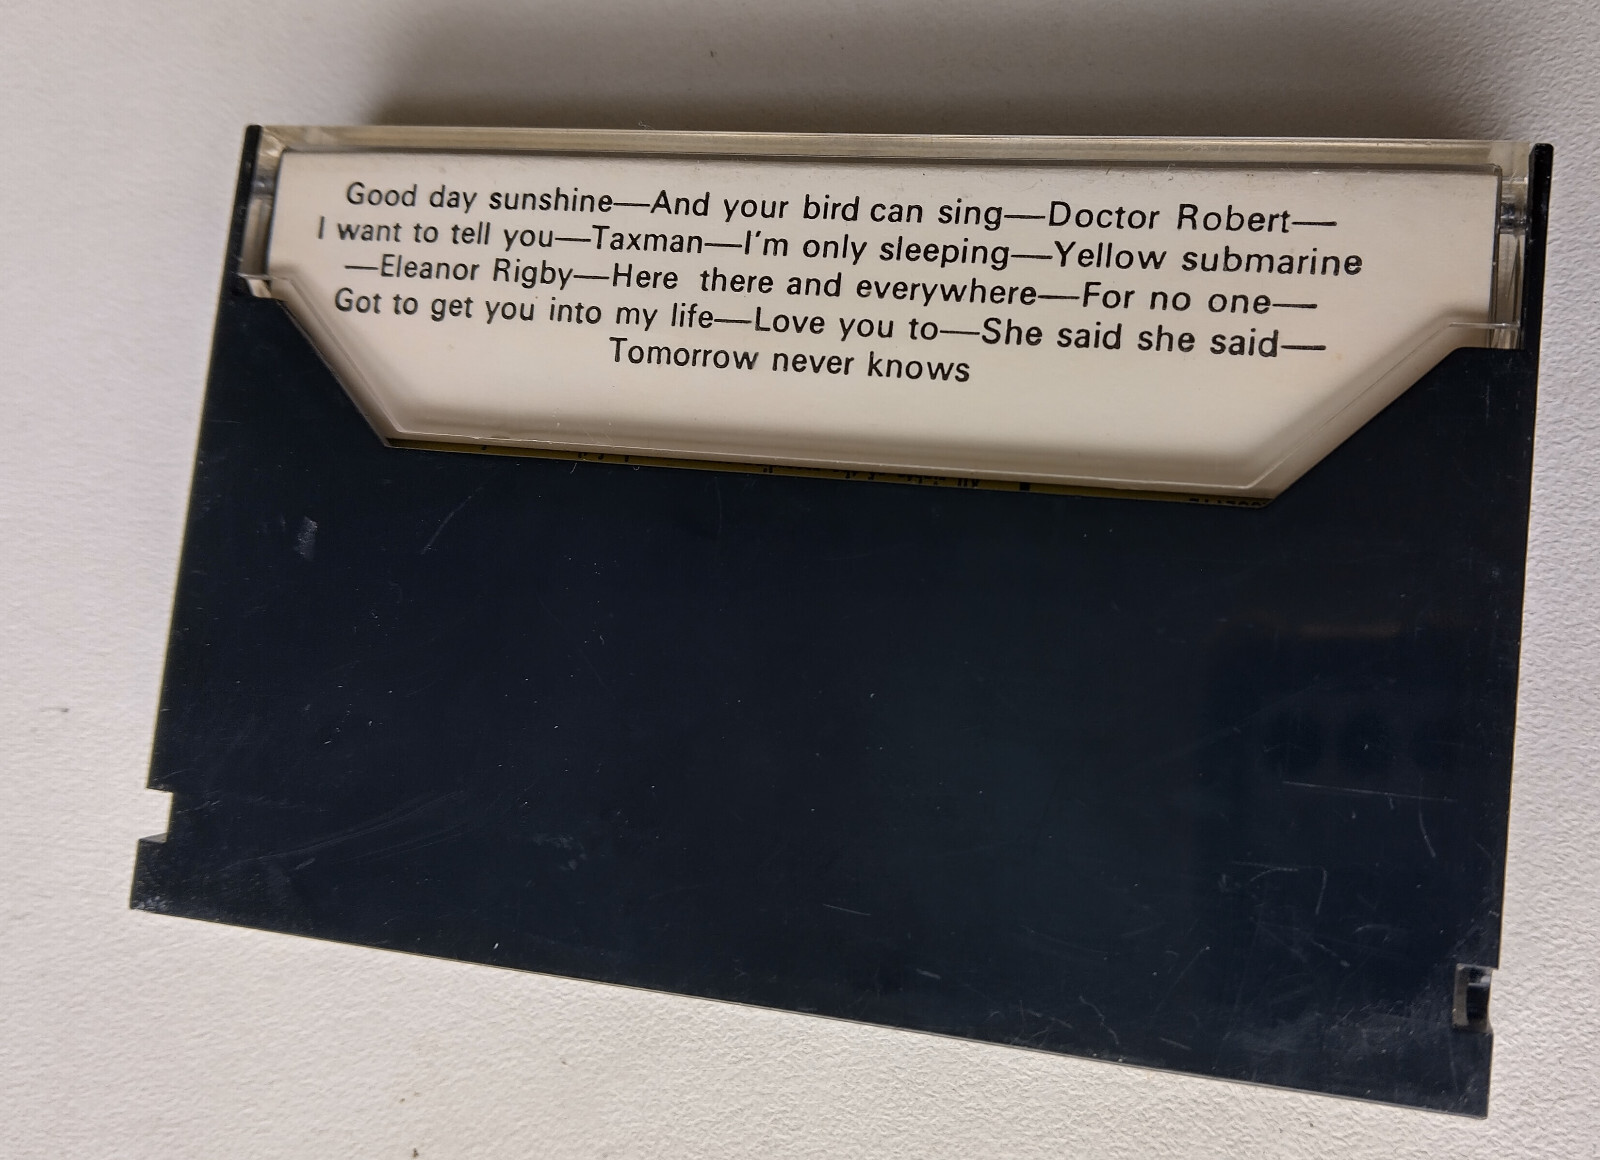 Good day sunshine—And your bird can sing—Doctor Robert—
I want to tell you—Taxman—I'm only sleeping—Yellow submarine
—Eleanor Rigby—Here there and everywhere—For no one—
Got to get you into my life—Love you to—She said she said—
Tomorrow never knows